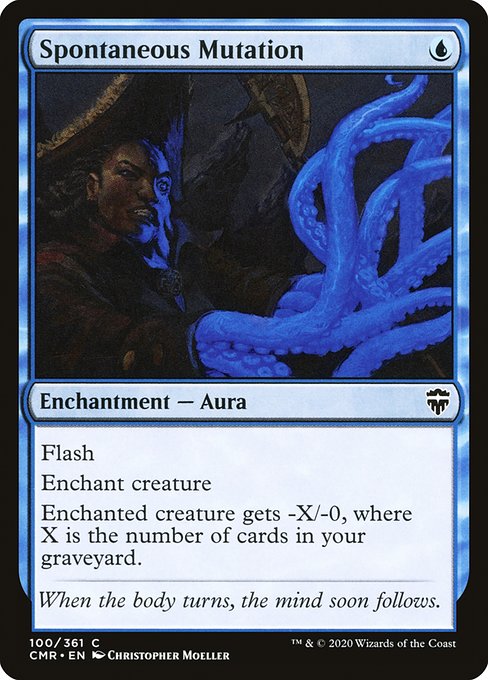 Spontaneous Mutation
Enchantment — Aura
Flash
Enchant creature
Enchanted creature gets -X/-0, where
X is the number of cards in your
graveyard.
When the body turns, the mind soon follows.
100/361 C
CMR • EN Christopher Moeller
™ & © 2020 Wizards of the Coast